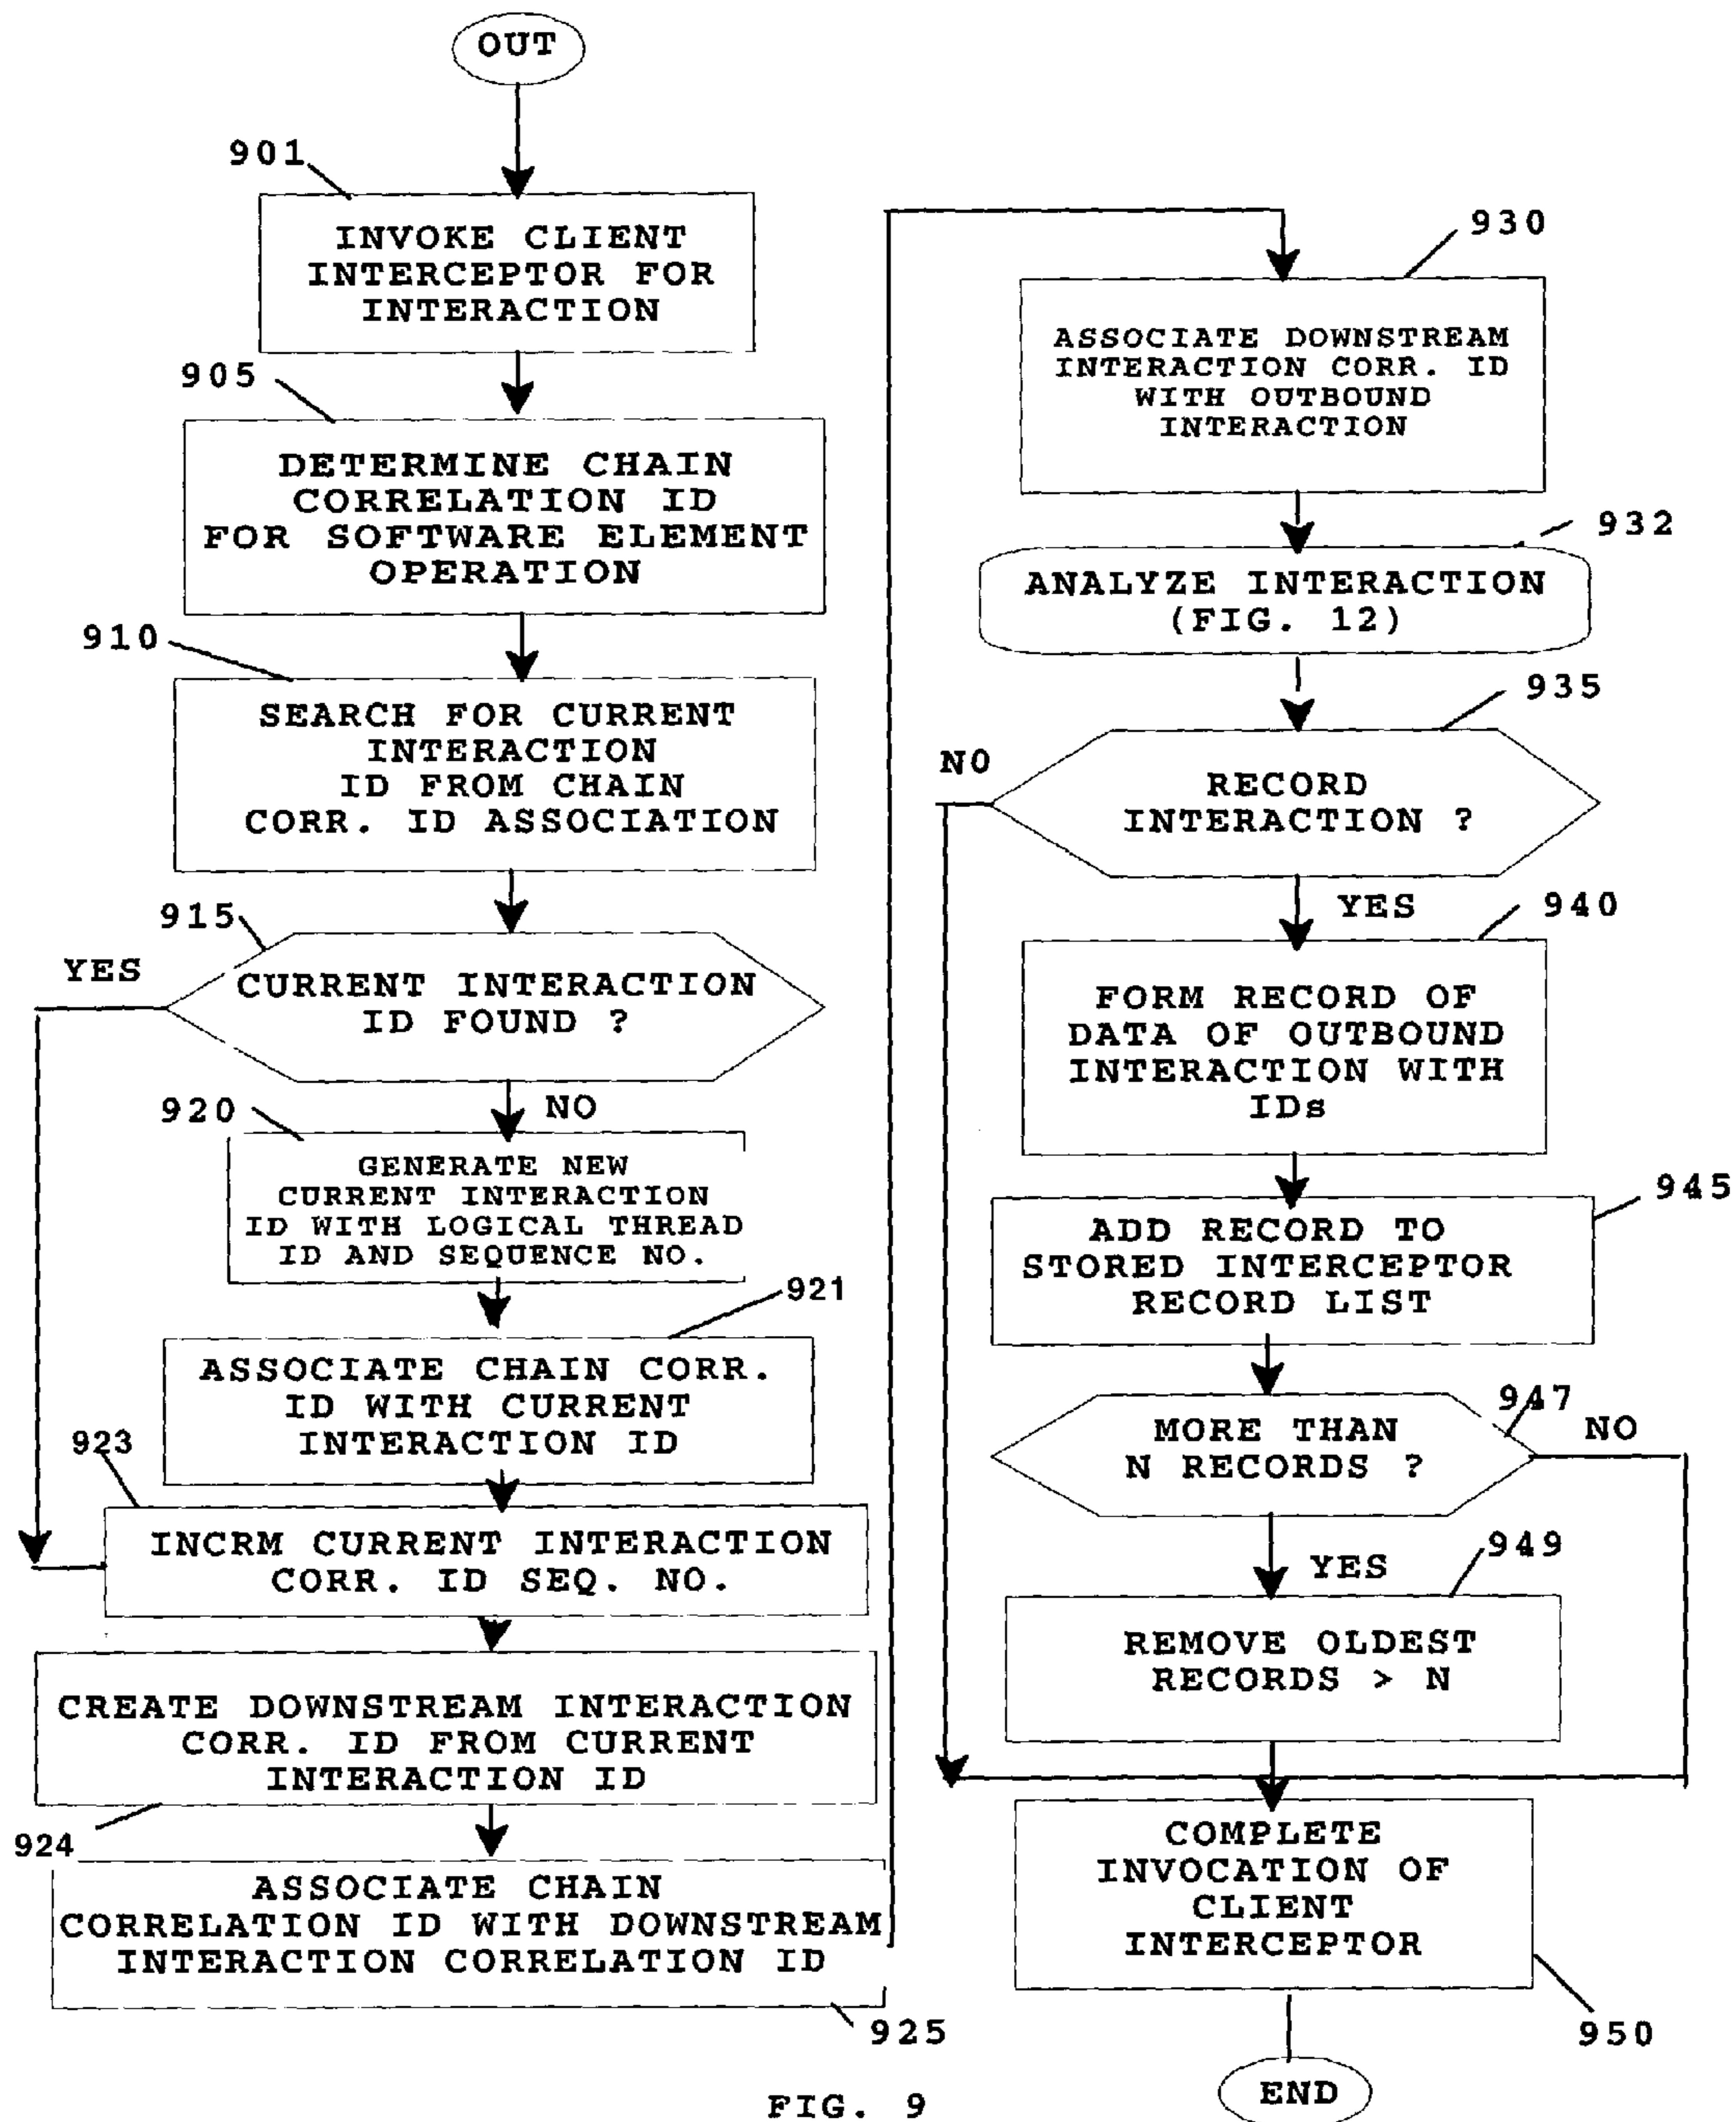 OUT
901
INVOKE CLIENT
INTERCEPTOR FOR
INTERACTION
905
DETERMINE CHAIN
CORRELATION ID
FOR SOFTWARE ELEMENT
OPERATION
910
SEARCH FOR CURRENT
INTERACTION
ID FROM CHAIN
CORR. ID ASSOCIATION
915
YES
CURRENT INTERACTION
ID FOUND ?
NO
920
GENERATE NEW
CURRENT INTERACTION
ID WITH LOGICAL THREAD
ID AND SEQUENCE NO.
921
ASSOCIATE CHAIN CORR.
ID WITH CURRENT
INTERACTION ID
923
INCRM CURRENT INTERACTION
CORR. ID SEQ. NO.
CREATE DOWNSTREAM INTERACTION
CORR. ID FROM CURRENT
INTERACTION ID
924
ASSOCIATE CHAIN
CORRELATION ID WITH DOWNSTREAM
INTERACTION CORRELATION ID
925
930
ASSOCIATE DOWNSTREAM
INTERACTION CORR. ID
WITH OUTBOUND
INTERACTION
932
ANALYZE INTERACTION
(FIG. 12)
935
NO
RECORD
INTERACTION ?
YES
940
FORM RECORD OF
DATA OF OUTBOUND
INTERACTION WITH
IDs
945
ADD RECORD TO
STORED INTERCEPTOR
RECORD LIST
947
NO
MORE THAN
N RECORDS ?
YES
949
REMOVE OLDEST
RECORDS > N
COMPLETE
INVOCATION OF
CLIENT
INTERCEPTOR
950
END
FIG. 9